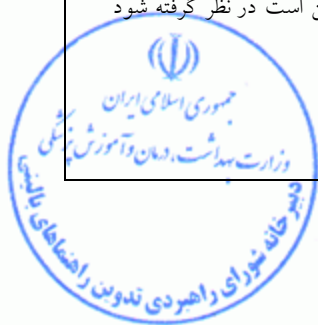 ن است در نظر گرفته شود
جمهوری اسلامی ایران
وزارت بهداشت، درمان و آموزش پزشکی
دبیرخانه شورای راهبردی تدوین راهنماهای بالینی